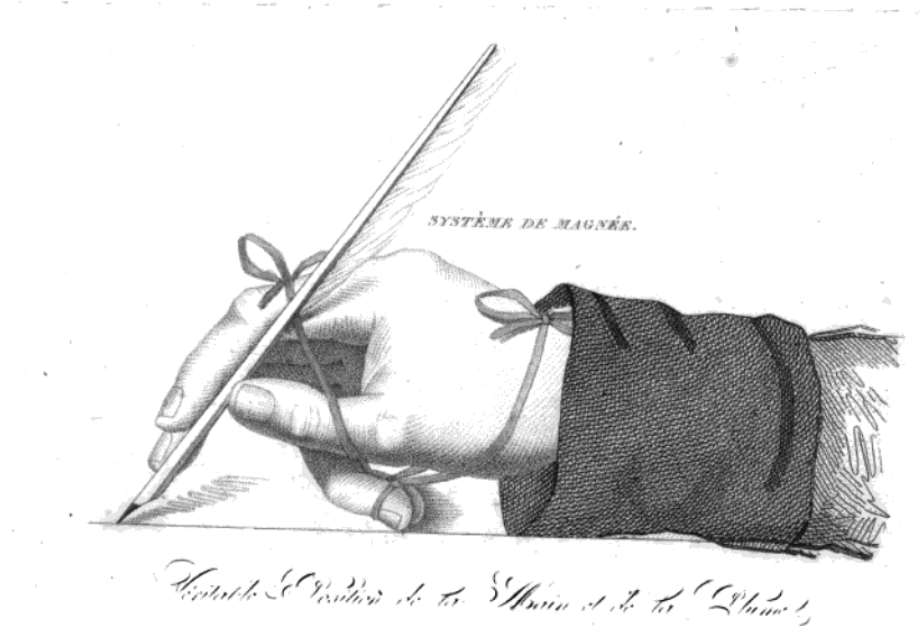 SYSTÈME DE MAGNÉE.
Véritable Position de la Main et de la Plume